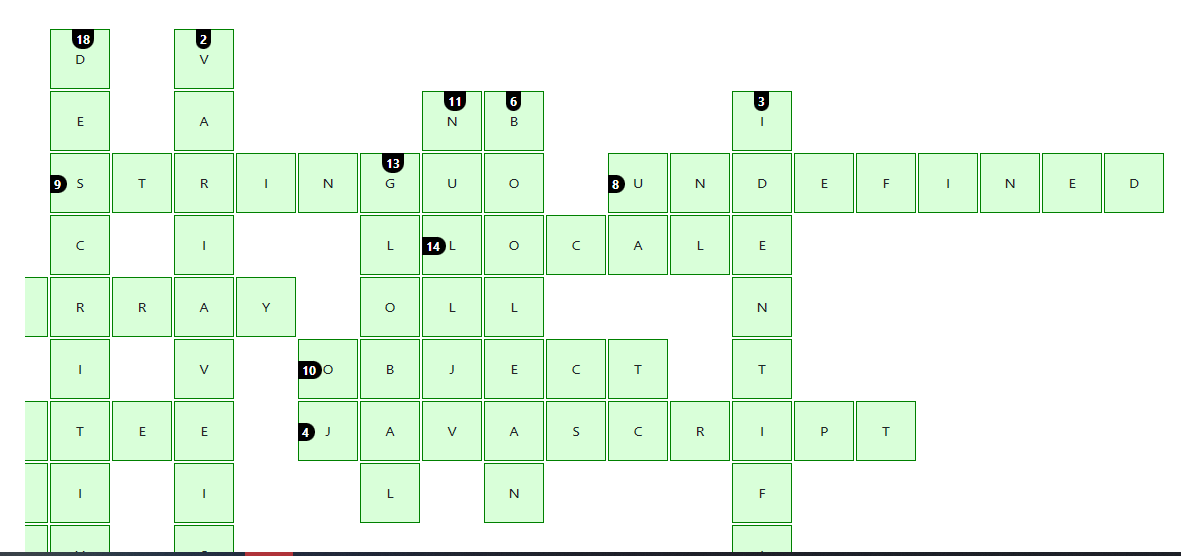 18 2
D V
11 6 3
E A N B I
13
9 S T R I N G U O 8 U N D E F I N E D
C I L 14 L O C A L E
R R A Y O L L N
I V 10 O B J E C T T
T E E 4 J A V A S C R I P T
I I L N F